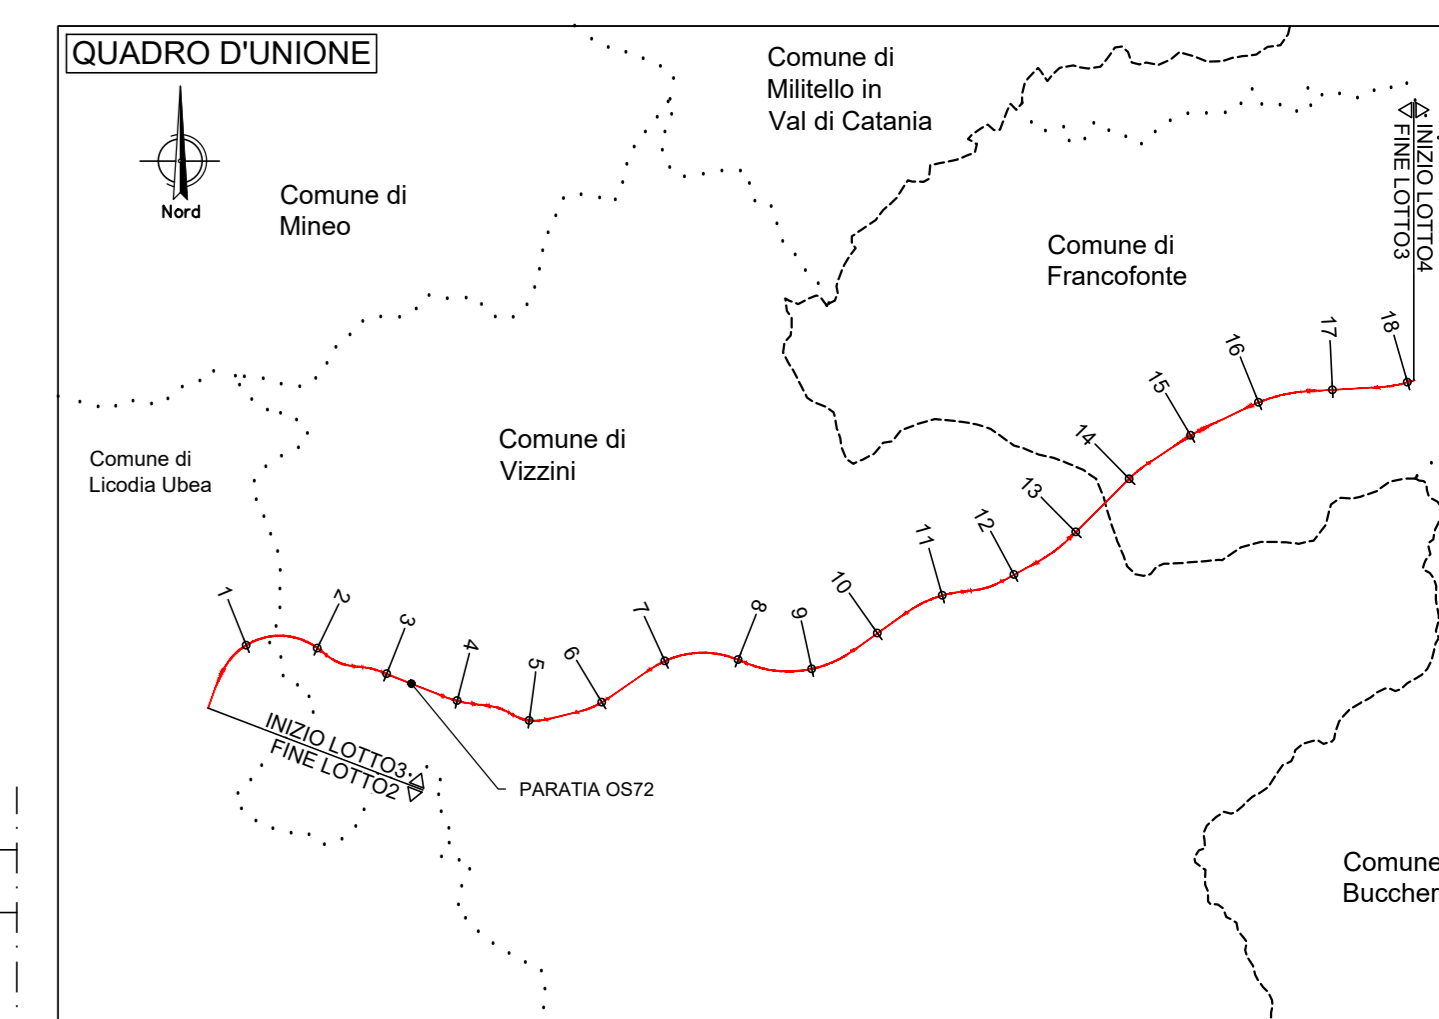 QUADRO D'UNIONE
Nord
Comune di
Mineo
Comune di
Militello in
Val di Catania
Comune di
Francofonte
INIZIO LOTTO4
FINE LOTTO3
Comune di
Licodia Ubea
Comune di
Vizzini
1
2
3
4
5
6
7
8
9
10
11
12
13
14
15
16
17
18
INIZIO LOTTO3
FINE LOTTO2
PARATIA OS72
Comune
Buccher